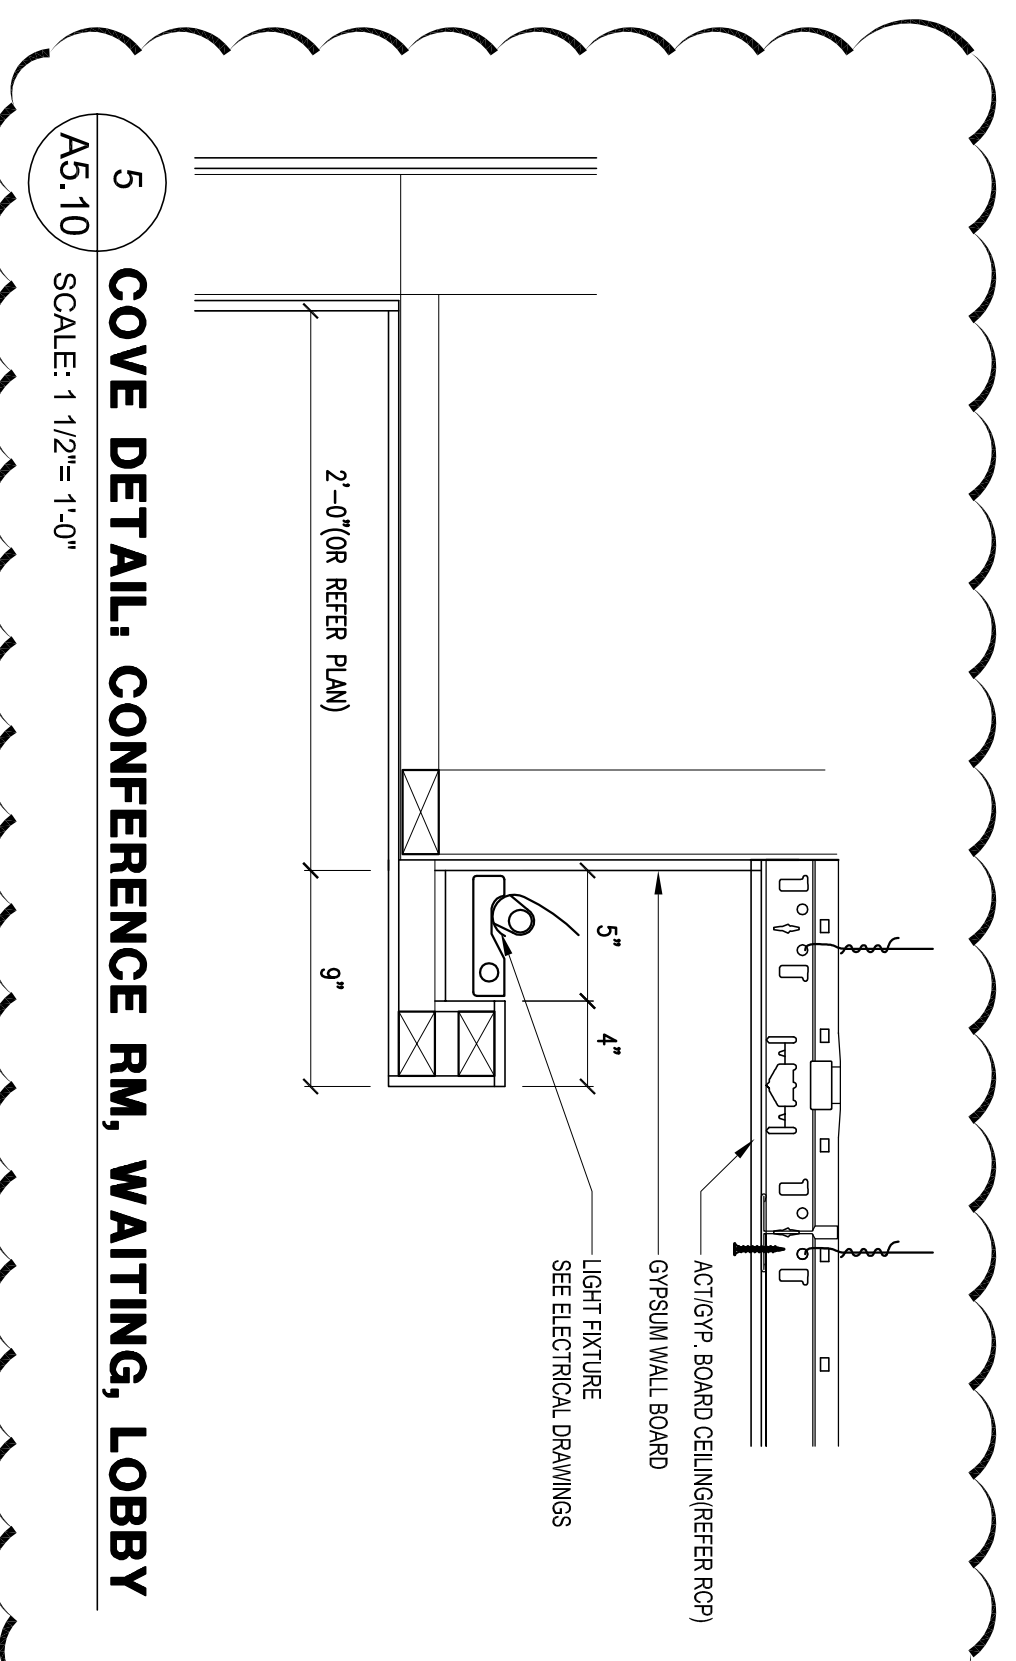 ACT/GYP. BOARD CEILING(REFER RCP)
GYPSUM WALL BOARD
5"
4"
LIGHT FIXTURE
SEE ELECTRICAL DRAWINGS
2'-0"(OR REFER PLAN)
9"
5
COVE DETAIL: CONFERENCE RM, WAITING, LOBBY
A5.10
SCALE: 1 1/2"= 1'-0"